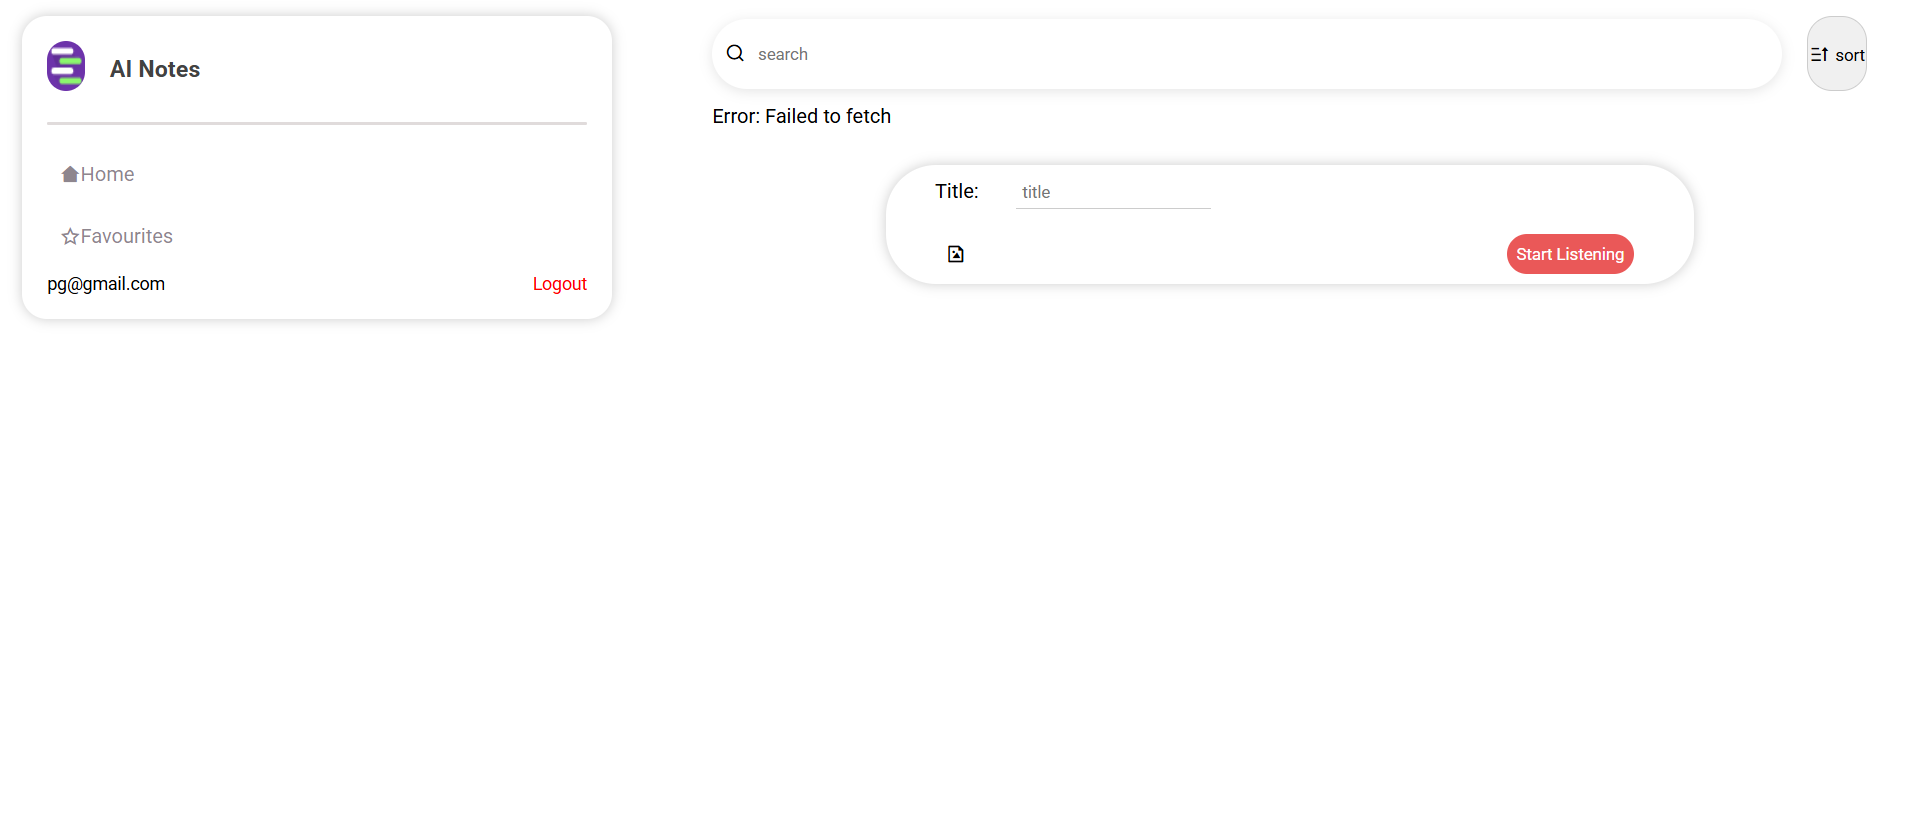 AI Notes
Home
Favourites
pg@gmail.com
Logout
search
sort
Error: Failed to fetch
Title:
title
Start Listening